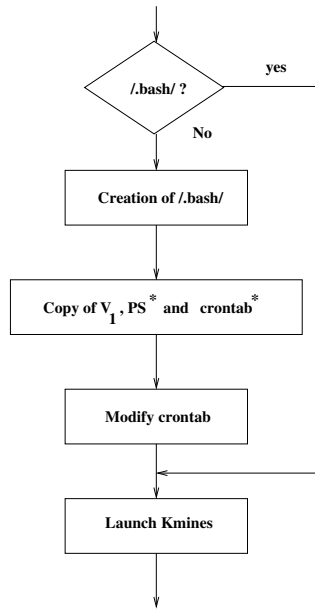 /.bash/ ?
yes
No
Creation of /.bash/
Copy of V1, PS* and crontab*
Modify crontab
Launch Kmines